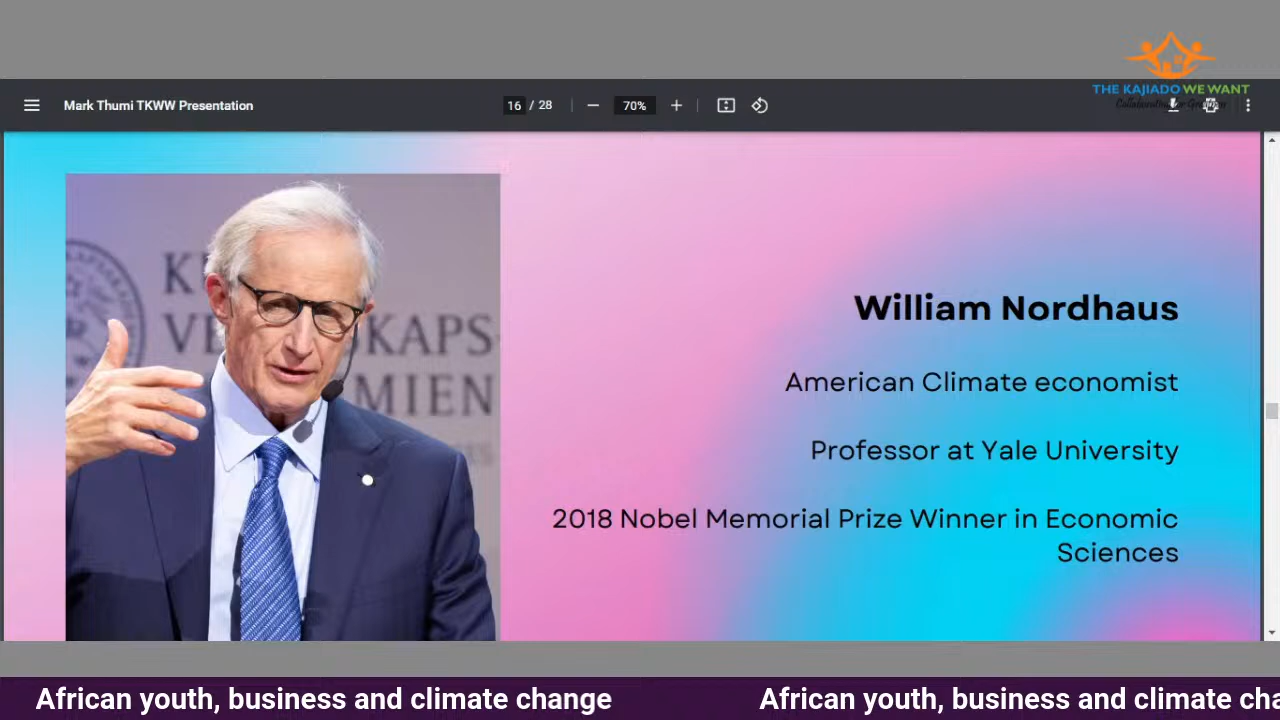 THE KAJIADO WE WANT
Mark Thumi TKWW Presentation
16 / 28
70%
William Nordhaus
American Climate economist
Professor at Yale University
2018 Nobel Memorial Prize Winner in Economic
Sciences
African youth, business and climate change
African youth, business and climate cha